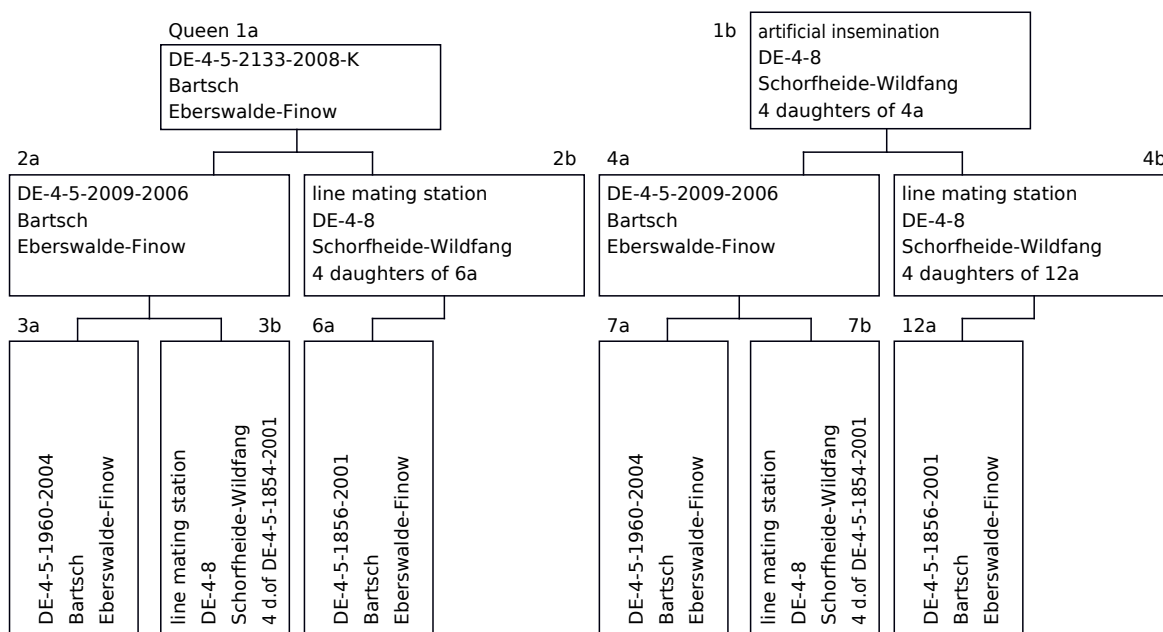 Queen 1a
DE-4-5-2133-2008-K
Bartsch
Eberswalde-Finow
1b
artificial insemination
DE-4-8
Schorfheide-Wildfang
4 daughters of 4a
2a
DE-4-5-2009-2006
Bartsch
Eberswalde-Finow
2b
line mating station
DE-4-8
Schorfheide-Wildfang
4 daughters of 6a
4a
DE-4-5-2009-2006
Bartsch
Eberswalde-Finow
4b
line mating station
DE-4-8
Schorfheide-Wildfang
4 daughters of 12a
3a
DE-4-5-1960-2004
Bartsch
Eberswalde-Finow
3b
line mating station
DE-4-8
Schorfheide-Wildfang
4 d.of DE-4-5-1854-2001
6a
DE-4-5-1856-2001
Bartsch
Eberswalde-Finow
7a
DE-4-5-1960-2004
Bartsch
Eberswalde-Finow
7b
line mating station
DE-4-8
Schorfheide-Wildfang
4 d.of DE-4-5-1854-2001
12a
DE-4-5-1856-2001
Bartsch
Eberswalde-Finow